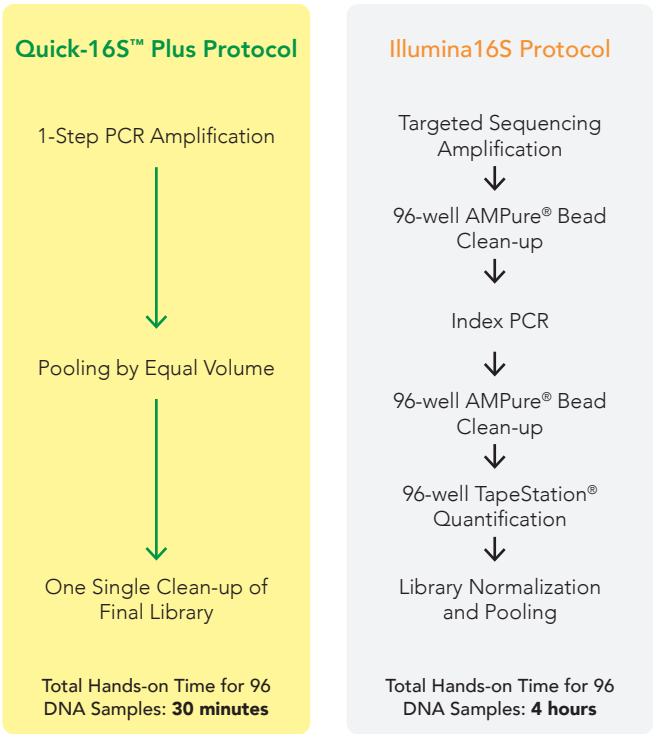 Quick-16S™ Plus Protocol
1-Step PCR Amplification
Pooling by Equal Volume
One Single Clean-up of
Final Library
Total Hands-on Time for 96
DNA Samples: 30 minutes
Illumina16S Protocol
Targeted Sequencing
Amplification
96-well AMPure® Bead
Clean-up
Index PCR
96-well AMPure® Bead
Clean-up
96-well TapeStation®
Quantification
Library Normalization
and Pooling
Total Hands-on Time for 96
DNA Samples: 4 hours